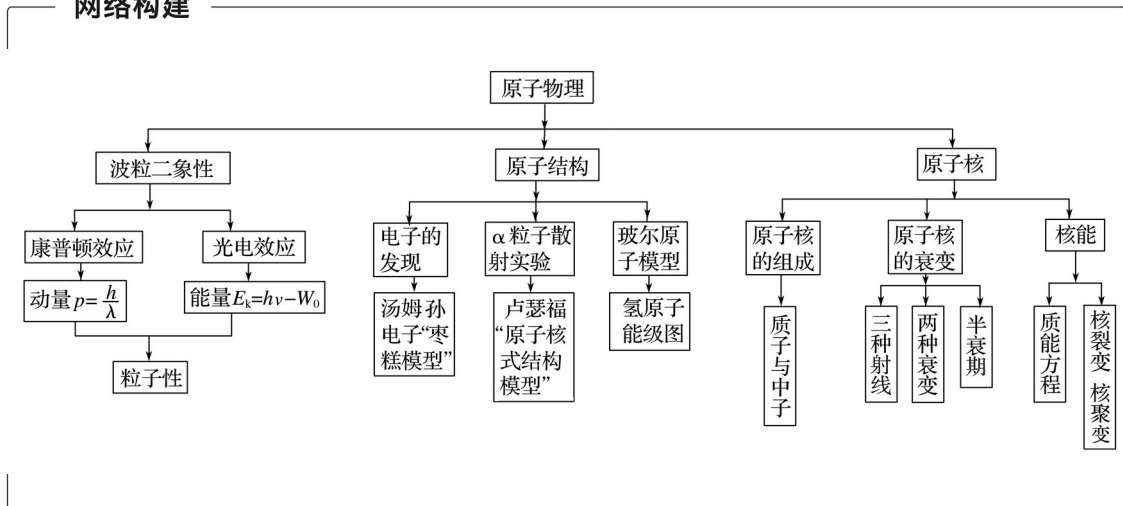 网络构建
原子物理
波粒二象性
原子结构
原子核
康普顿效应
光电效应
动量p=h/λ
能量Eₖ=hν−W₀
粒子性
电子的
发现
α粒子散
射实验
玻尔原
子模型
汤姆孙
电子“枣
糕模型”
卢瑟福
“原子核
式结构
模型”
氢原子
能级图
原子核
的组成
原子核
的衰变
核能
质子与中子
三种射线
两种衰变
半衰期
质能方程
核裂变 核聚变